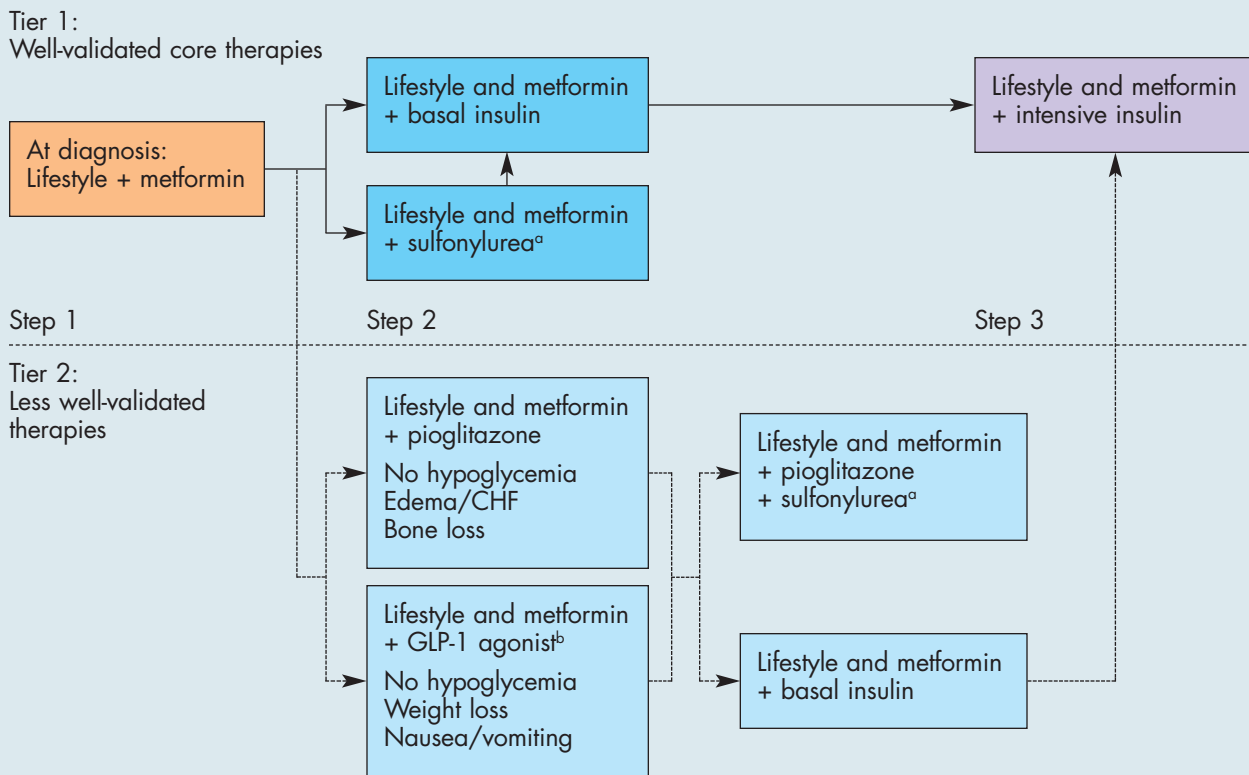 Tier 1:
Well-validated core therapies
At diagnosis:
Lifestyle + metformin
Lifestyle and metformin
+ basal insulin
Lifestyle and metformin
+ sulfonylureaᵃ
Lifestyle and metformin
+ intensive insulin
Step 1
Step 2
Step 3
Tier 2:
Less well-validated
therapies
Lifestyle and metformin
+ pioglitazone
No hypoglycemia
Edema/CHF
Bone loss
Lifestyle and metformin
+ GLP-1 agonistᵇ
No hypoglycemia
Weight loss
Nausea/vomiting
Lifestyle and metformin
+ pioglitazone
+ sulfonylureaᵃ
Lifestyle and metformin
+ basal insulin